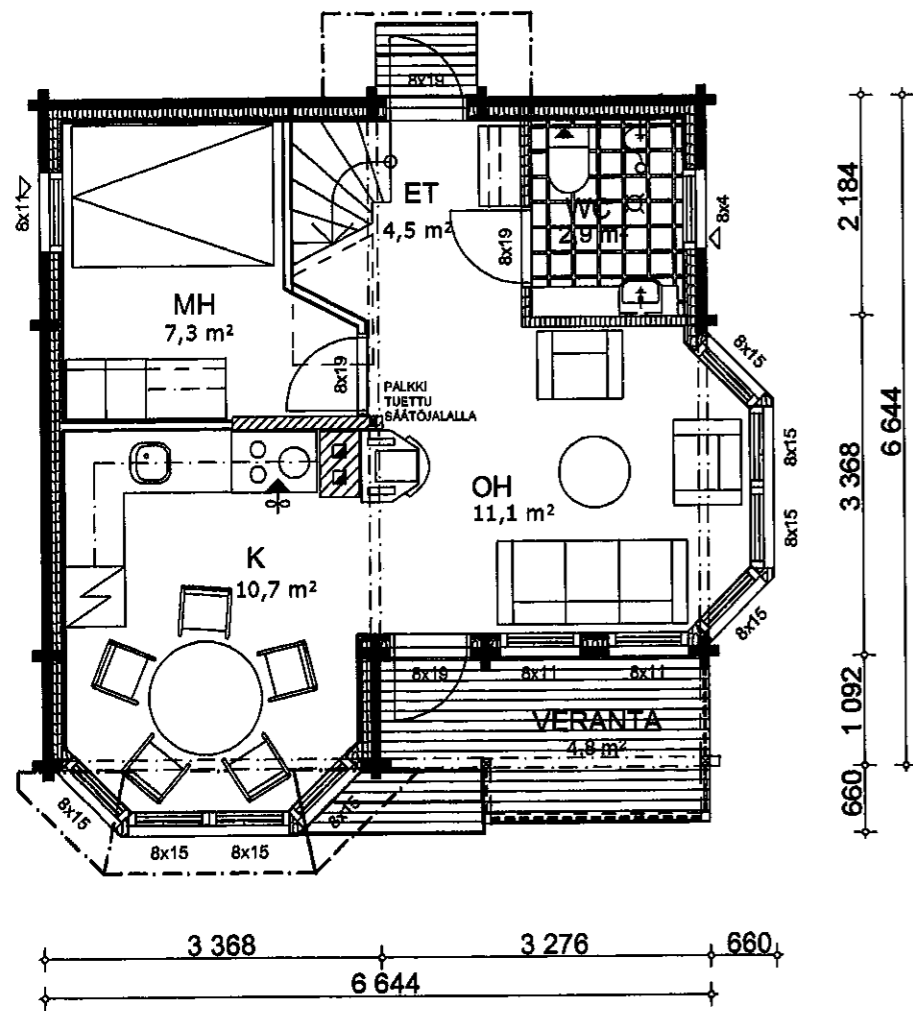 8x19
8x11
ET
4,5 m²
WC
2,9 m²
8x4
8x19
MH
7,3 m²
8x19
PALKKI
TUETTU
SÄÄTÖJALALLA
8x15
8x15
8x15
8x15
OH
11,1 m²
K
10,7 m²
8x19
8x11
8x11
VERANTA
4,8 m²
8x15
8x15
8x15
8x15
2 184
3 368
6 644
1 092
660
3 368
3 276
660
6 644